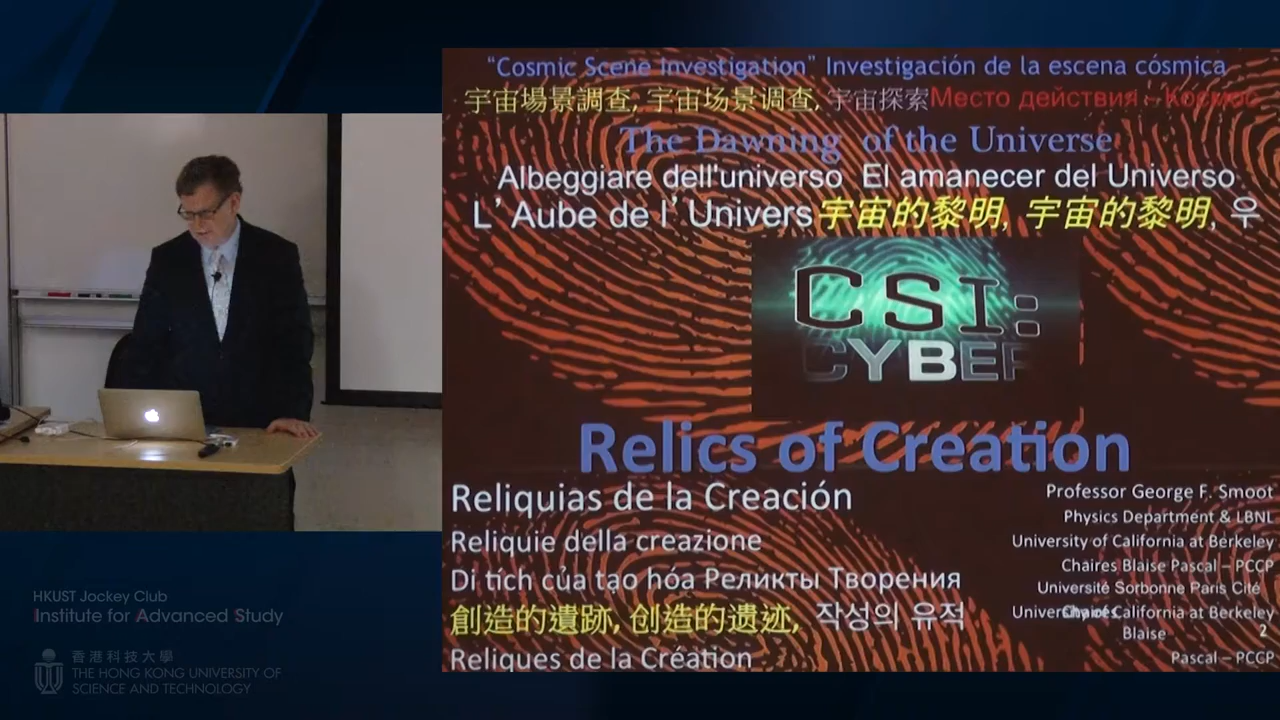 "Cosmic Scene Investigation" Investigación de la escena cósmica
宇宙場景調查, 宇宙场景调查, 宇宙探索Место действия – Космос
The Dawning of the Universe
Albeggiare dell'universo El amanecer del Universo
L’Aube de l’Univers宇宙的黎明, 宇宙的黎明, 우
CSI:
CYBER
Relics of Creation
Reliquias de la Creación
Reliquie della creazione
Di tích của tạo hóa Реликты Творения
創造的遺跡, 创造的遗迹, 작성의 유적
Reliques de la Création
Professor George F. Smoot
Physics Department & LBNL
University of California at Berkeley
Chaires Blaise Pascal – PCCP
Université Sorbonne Paris Cité
University of California at Berkeley
Chaires
Blaise
Pascal – PCCP
2
HKUST Jockey Club
Institute for Advanced Study
香港科技大學
THE HONG KONG UNIVERSITY OF
SCIENCE AND TECHNOLOGY